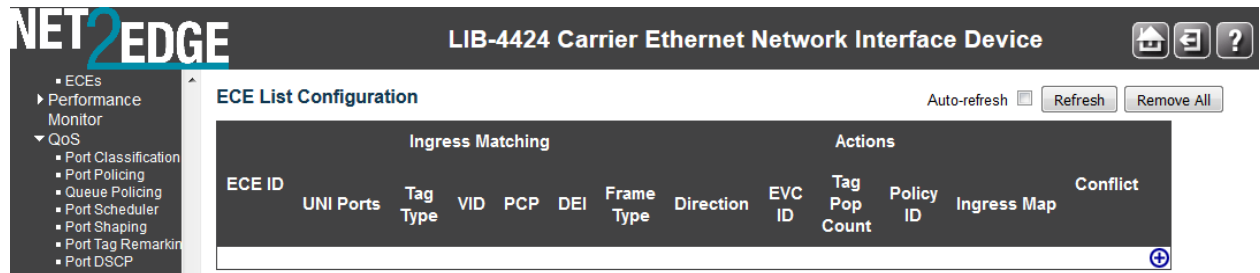 NET2EDGE
LIB-4424 Carrier Ethernet Network Interface Device
?
ECEs
Performance
Monitor
QoS
Port Classification
Port Policing
Queue Policing
Port Scheduler
Port Shaping
Port Tag Remarkin
Port DSCP
ECE List Configuration
Auto-refresh
Refresh
Remove All
Ingress Matching
Actions
ECE ID
UNI Ports
Tag
Type
VID
PCP
DEI
Frame
Type
Direction
EVC
ID
Tag
Pop
Count
Policy
ID
Ingress Map
Conflict